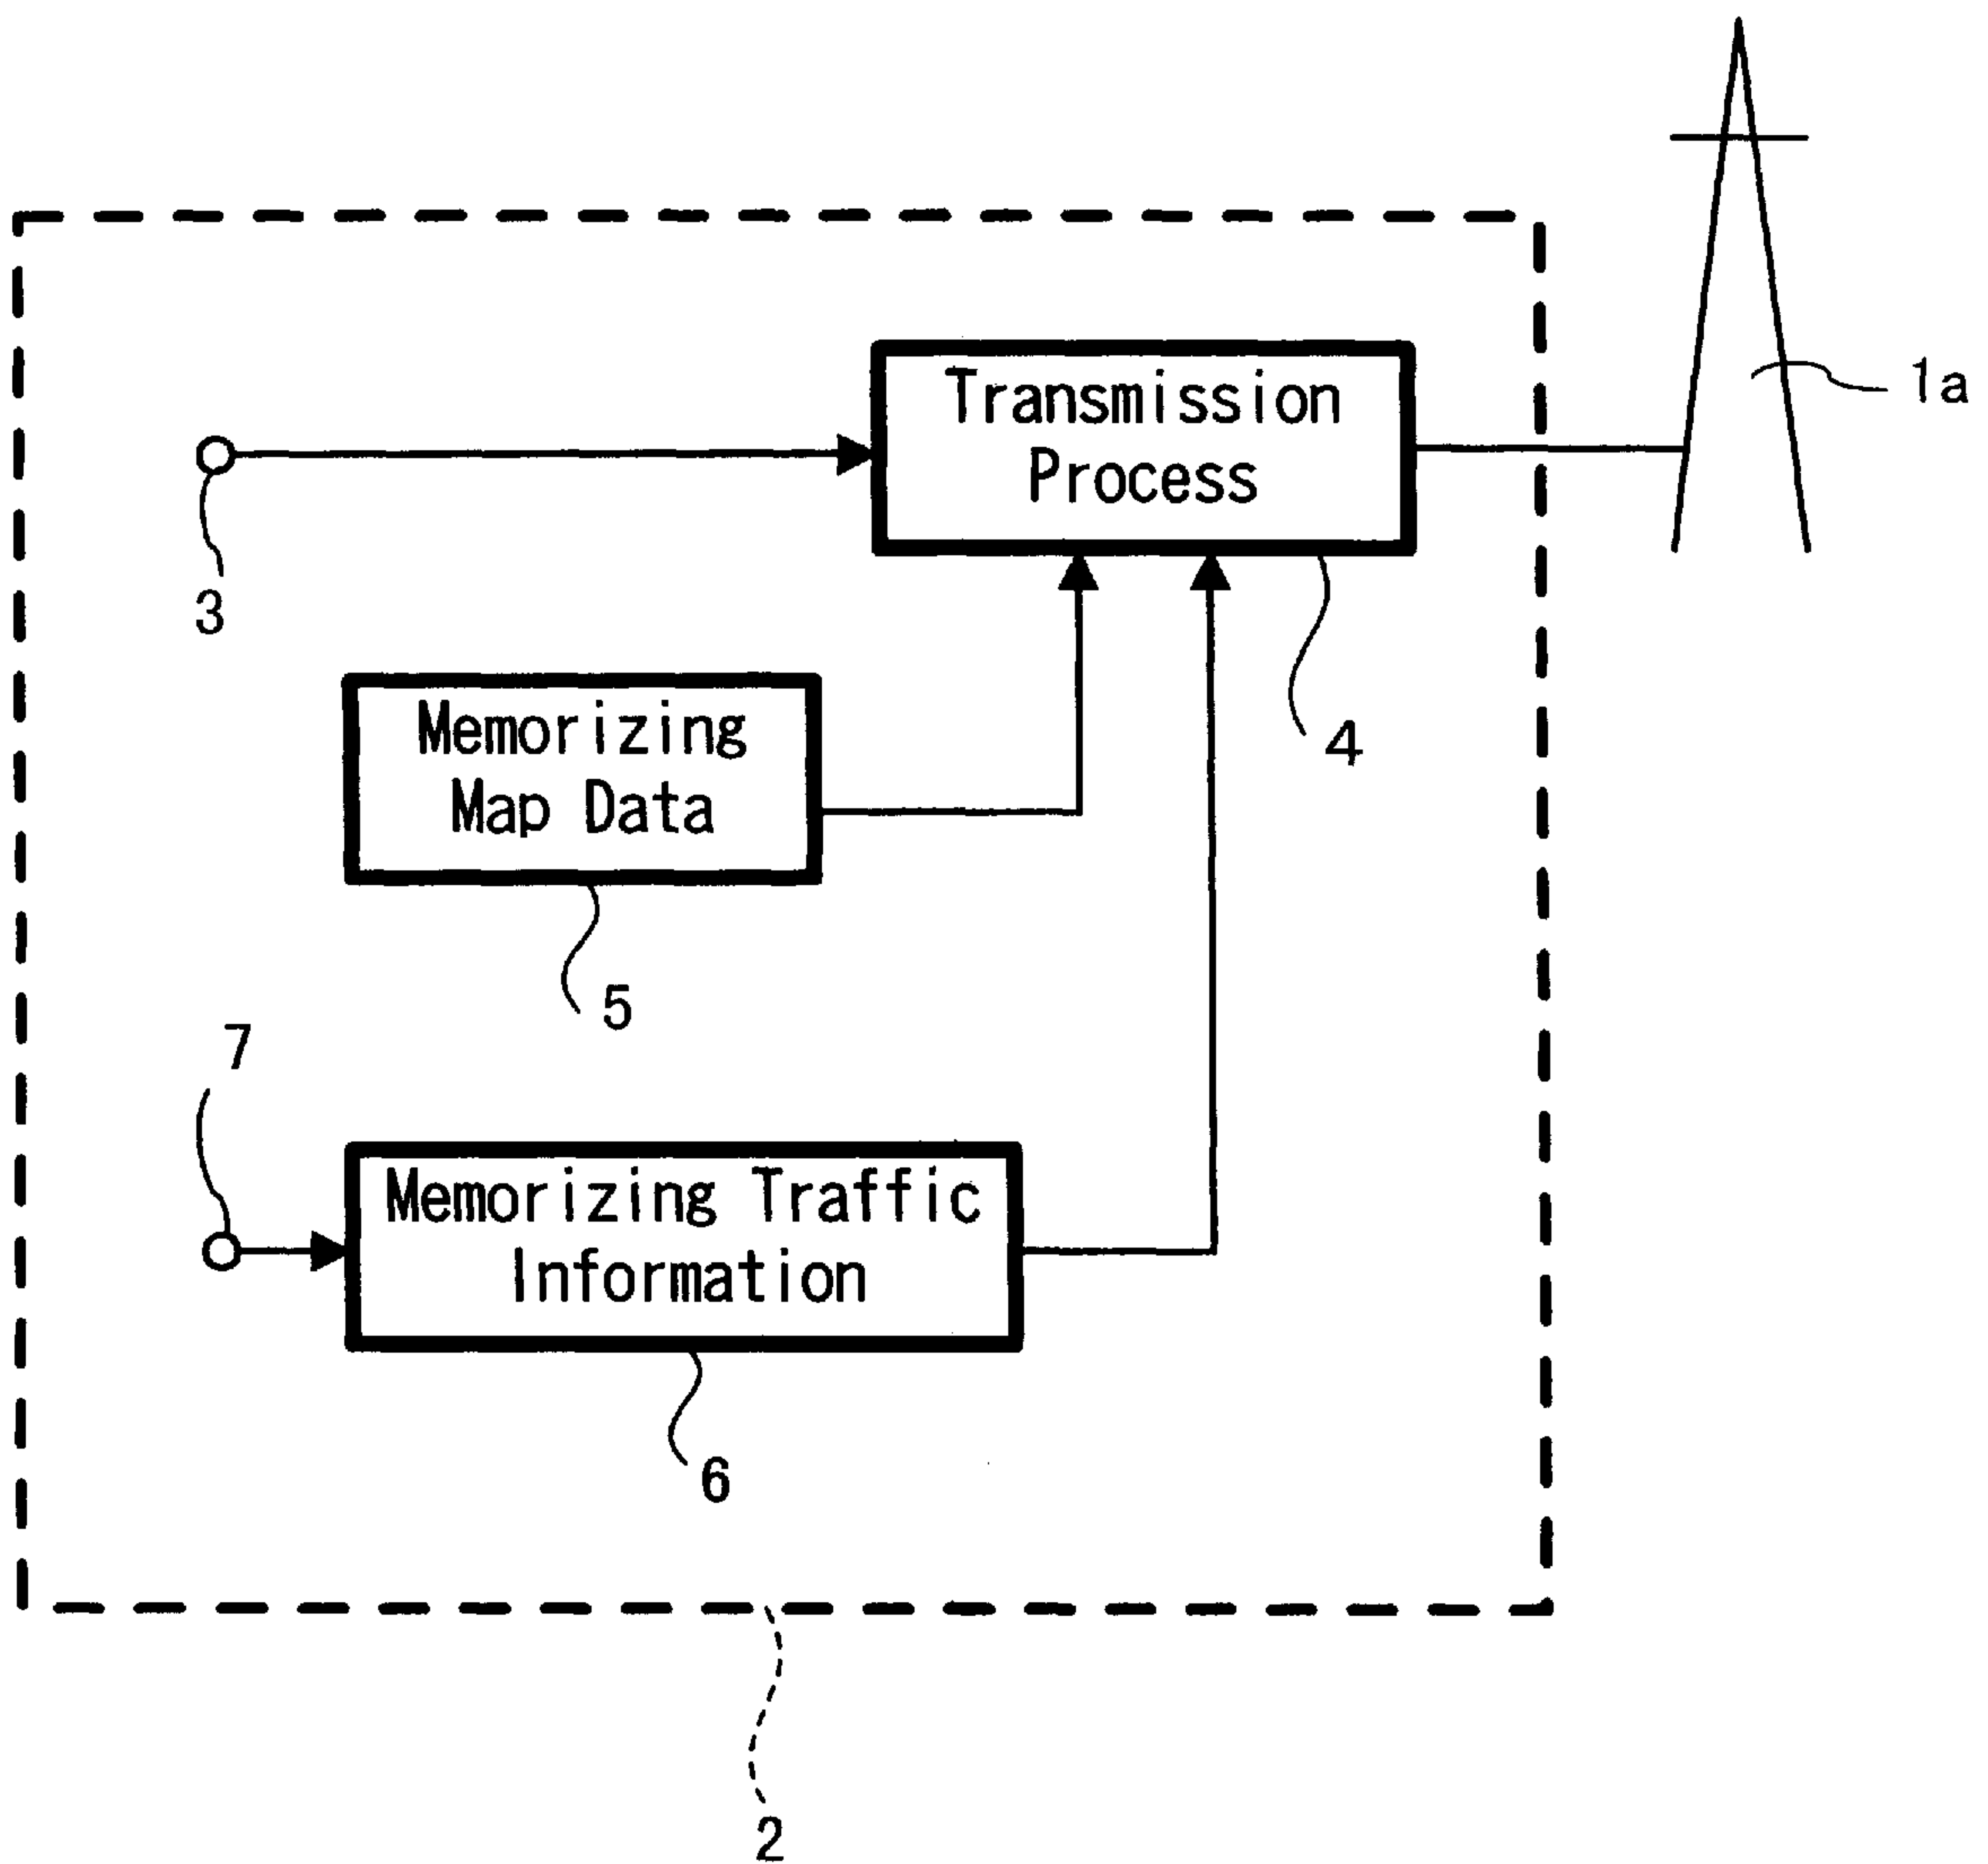 1a
Transmission
Process
3
4
Memorizing
Map Data
5
7
Memorizing Traffic
Information
6
2